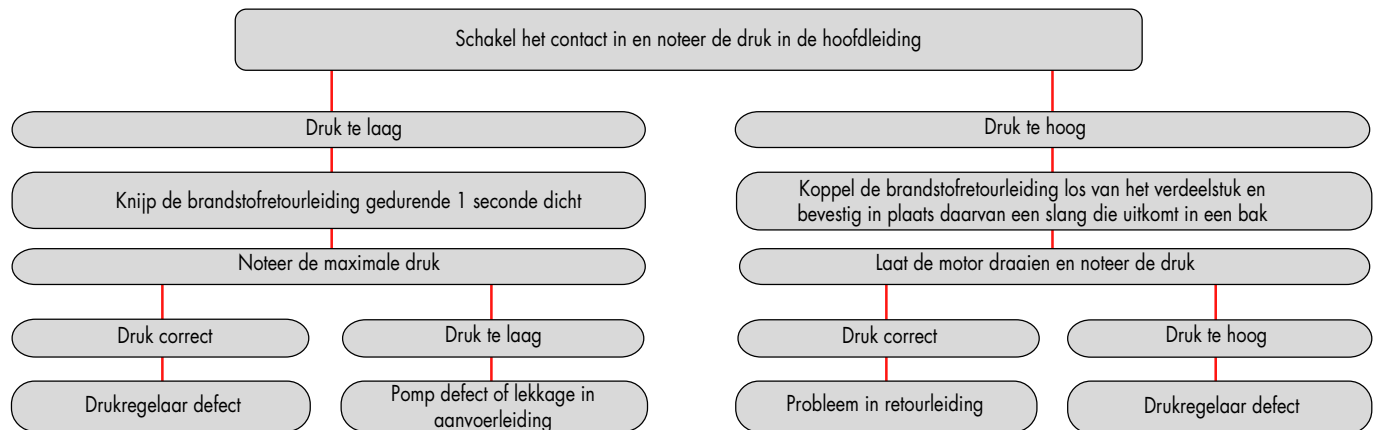 Schakel het contact in en noteer de druk in de hoofdleiding
Druk te laag
Druk te hoog
Knijp de brandstofretourleiding gedurende 1 seconde dicht
Koppel de brandstofretourleiding los van het verdeelstuk en
bevestig in plaats daarvan een slang die uitkomt in een bak
Noteer de maximale druk
Laat de motor draaien en noteer de druk
Druk correct
Druk te laag
Druk correct
Druk te hoog
Drukregelaar defect
Pomp defect of lekkage in
aanvoerleiding
Probleem in retourleiding
Drukregelaar defect